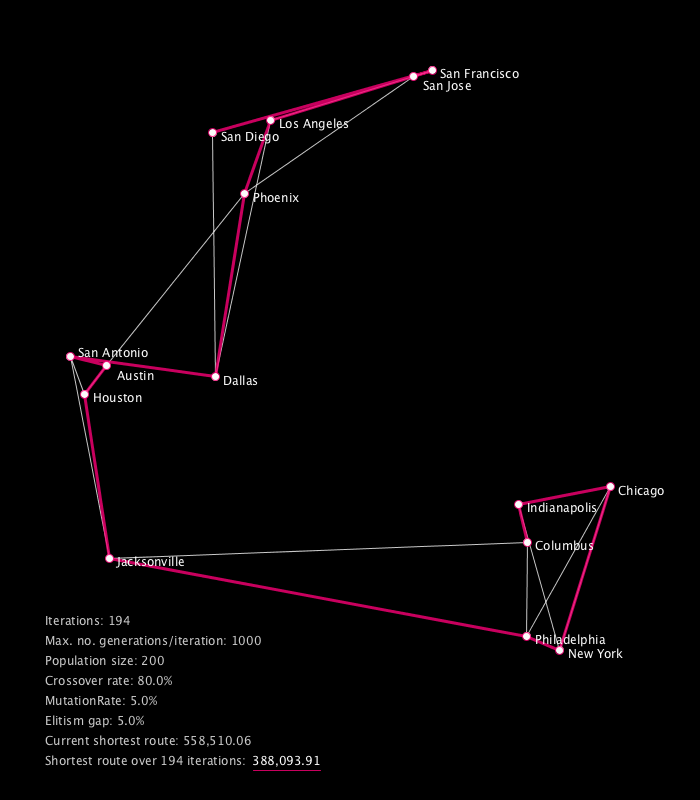 San Francisco
San Jose
Los Angeles
San Diego
Phoenix
San Antonio
Austin
Dallas
Houston
Chicago
Indianapolis
Columbus
Jacksonville
Philadelphia
New York
Iterations: 194
Max. no. generations/iteration: 1000
Population size: 200
Crossover rate: 80.0%
MutationRate: 5.0%
Elitism gap: 5.0%
Current shortest route: 558,510.06
Shortest route over 194 iterations: 388,093.91